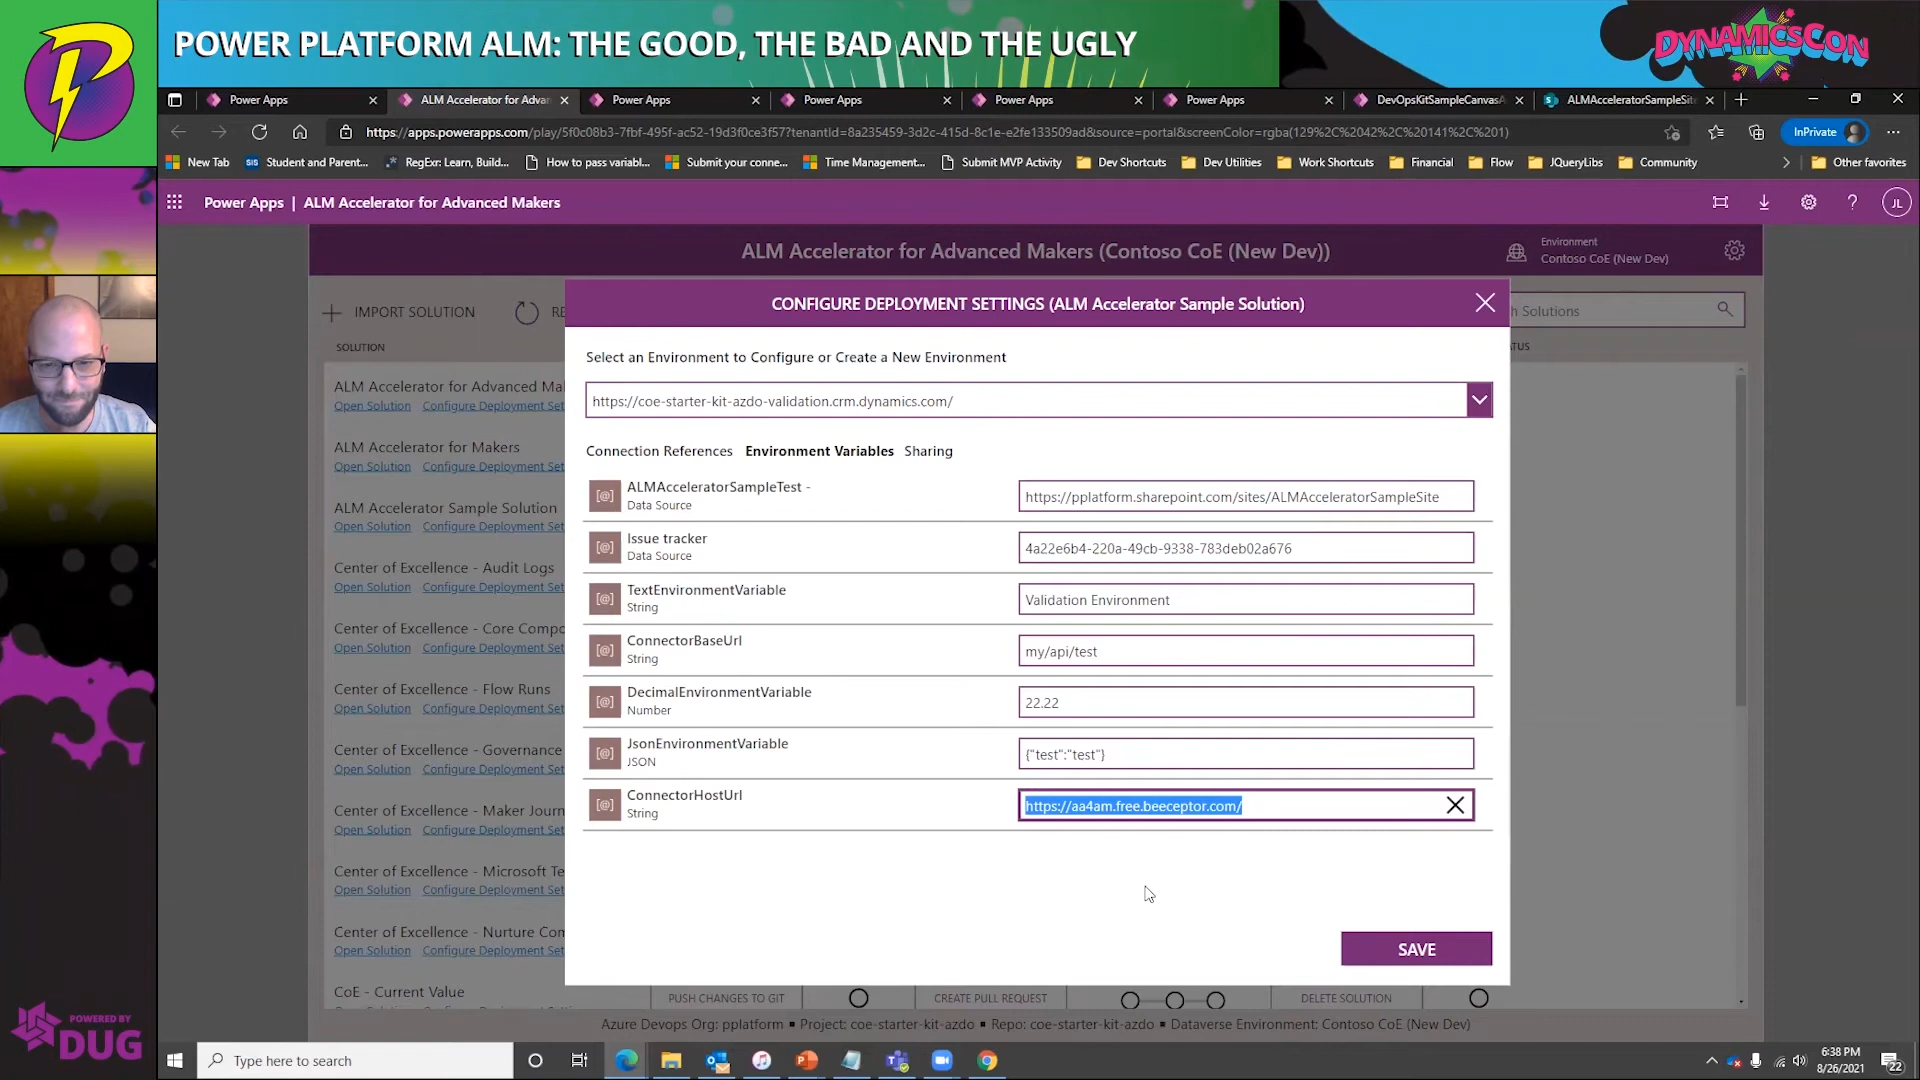 POWER PLATFORM ALM: THE GOOD, THE BAD AND THE UGLY
DYNAMICSCON
Power Apps
ALM Accelerator for Advan
Power Apps
Power Apps
Power Apps
Power Apps
DevOpsKitSampleCanvasA
ALMAcceleratorSampleSite
https://apps.powerapps.com/play/5f0c08b3-7fbf-495f-ac52-19d3f0ce3f57?tenantId=8a235459-3d2c-415d-8c1e-e2fe133509ad&source=portal&screenColor=rgba(129%2C%2042%2C%20141%2C%201)
InPrivate
New Tab
SIS
Student and Parent...
RegExr: Learn, Build...
How to pass variabl...
Submit your conne...
Time Management...
Submit MVP Activity
Dev Shortcuts
Dev Utilities
Work Shortcuts
Financial
Flow
JQueryLibs
Community
Other favorites
Power Apps | ALM Accelerator for Advanced Makers
JL
ALM Accelerator for Advanced Makers (Contoso CoE (New Dev))
Environment
Contoso CoE (New Dev)
IMPORT SOLUTION
RE
h Solutions
SOLUTION
TUS
ALM Accelerator for Advanced Mal
Open Solution Configure Deployment Set
ALM Accelerator for Makers
Open Solution Configure Deployment Set
ALM Accelerator Sample Solution
Open Solution Configure Deployment Set
Center of Excellence - Audit Logs
Open Solution Configure Deployment Set
Center of Excellence - Core Compo
Open Solution Configure Deployment Set
Center of Excellence - Flow Runs
Open Solution Configure Deployment Set
Center of Excellence - Governance
Open Solution Configure Deployment Set
Center of Excellence - Maker Journ
Open Solution Configure Deployment Set
Center of Excellence - Microsoft Te
Open Solution Configure Deployment Set
Center of Excellence - Nurture Com
Open Solution Configure Deployment Set
CoE - Current Value
CONFIGURE DEPLOYMENT SETTINGS (ALM Accelerator Sample Solution)
Select an Environment to Configure or Create a New Environment
https://coe-starter-kit-azdo-validation.crm.dynamics.com/
Connection References Environment Variables Sharing
[@] ALMAcceleratorSampleTest -
Data Source
https://pplatform.sharepoint.com/sites/ALMAcceleratorSampleSite
[@] Issue tracker
Data Source
4a22e6b4-220a-49cb-9338-783deb02a676
[@] TextEnvironmentVariable
String
Validation Environment
[@] ConnectorBaseUrl
String
my/api/test
[@] DecimalEnvironmentVariable
Number
22.22
[@] JsonEnvironmentVariable
JSON
{"test":"test"}
[@] ConnectorHostUrl
String
https://aa4am.free.beeceptor.com/
SAVE
PUSH CHANGES TO GIT
CREATE PULL REQUEST
DELETE SOLUTION
Azure Devops Org: pplatform ▪ Project: coe-starter-kit-azdo ▪ Repo: coe-starter-kit-azdo ▪ Dataverse Environment: Contoso CoE (New Dev)
POWERED BY
DUG
Type here to search
6:38 PM
8/26/2021
22